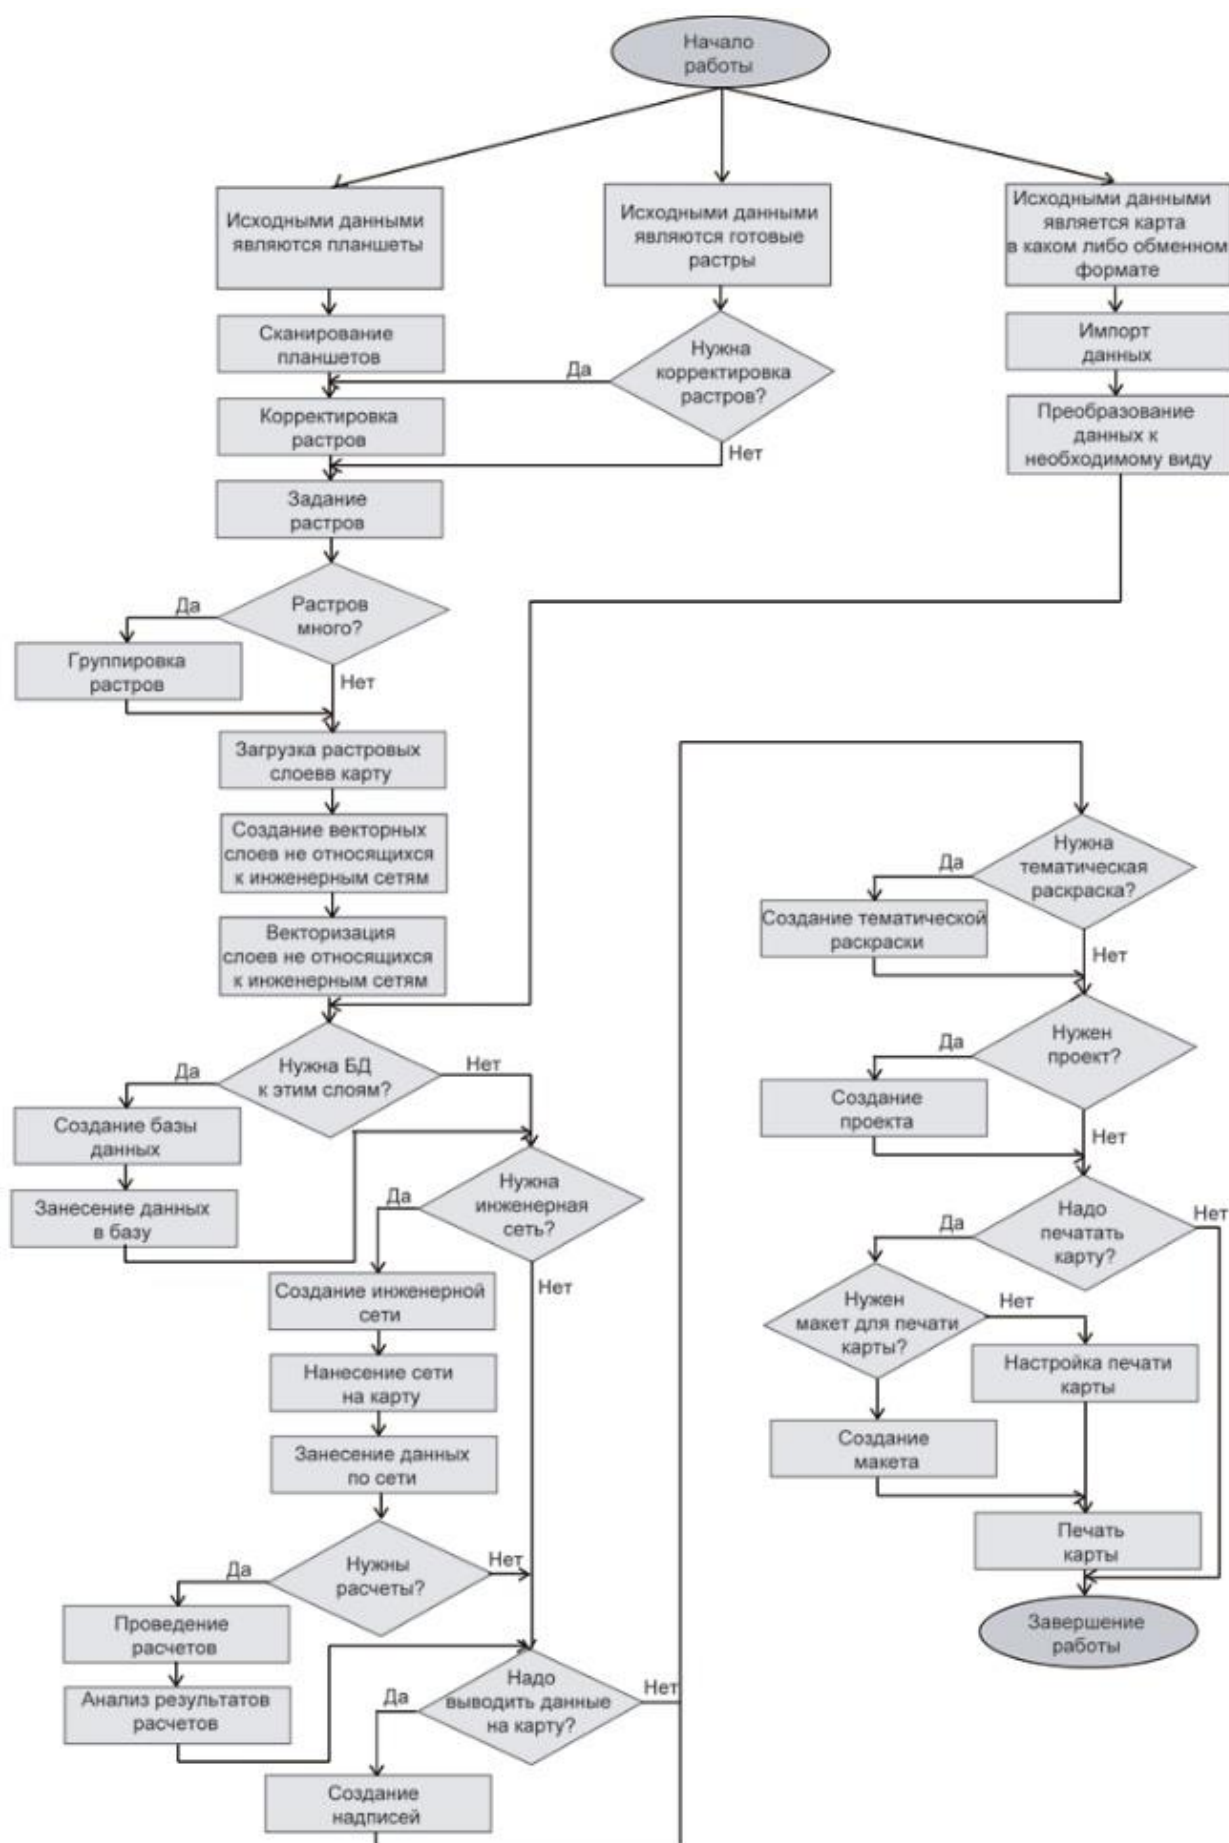 Начало
работы
Исходными данными
являются планшеты
Исходными данными
являются готовые
растры
Исходными данными
является карта
в каком либо обменном
формате
Сканирование
планшетов
Да
Нужна
корректировка
растров?
Импорт
данных
Корректировка
растров
Нет
Преобразование
данных к
необходимому виду
Задание
растров
Да
Растров
много?
Группировка
растров
Нет
Загрузка растровых
слоевв карту
Создание векторных
слоев не относящихся
к инженерным сетям
Векторизация
слоев не относящихся
к инженерным сетям
Да
Нужна БД
к этим слоям?
Нет
Создание базы
данных
Занесение данных
в базу
Да
Нужна
инженерная
сеть?
Нет
Создание инженерной
сети
Нанесение сети
на карту
Занесение данных
по сети
Да
Нужны
расчеты?
Нет
Проведение
расчетов
Анализ результатов
расчетов
Да
Надо
выводить данные
на карту?
Нет
Создание
надписей
Да
Нужна
тематическая
раскраска?
Создание тематической
раскраски
Нет
Да
Нужен
проект?
Создание
проекта
Нет
Да
Надо
печатать
карту?
Нет
Нужен
макет для печати
карты?
Нет
Настройка печати
карты
Создание
макета
Печать
карты
Завершение
работы